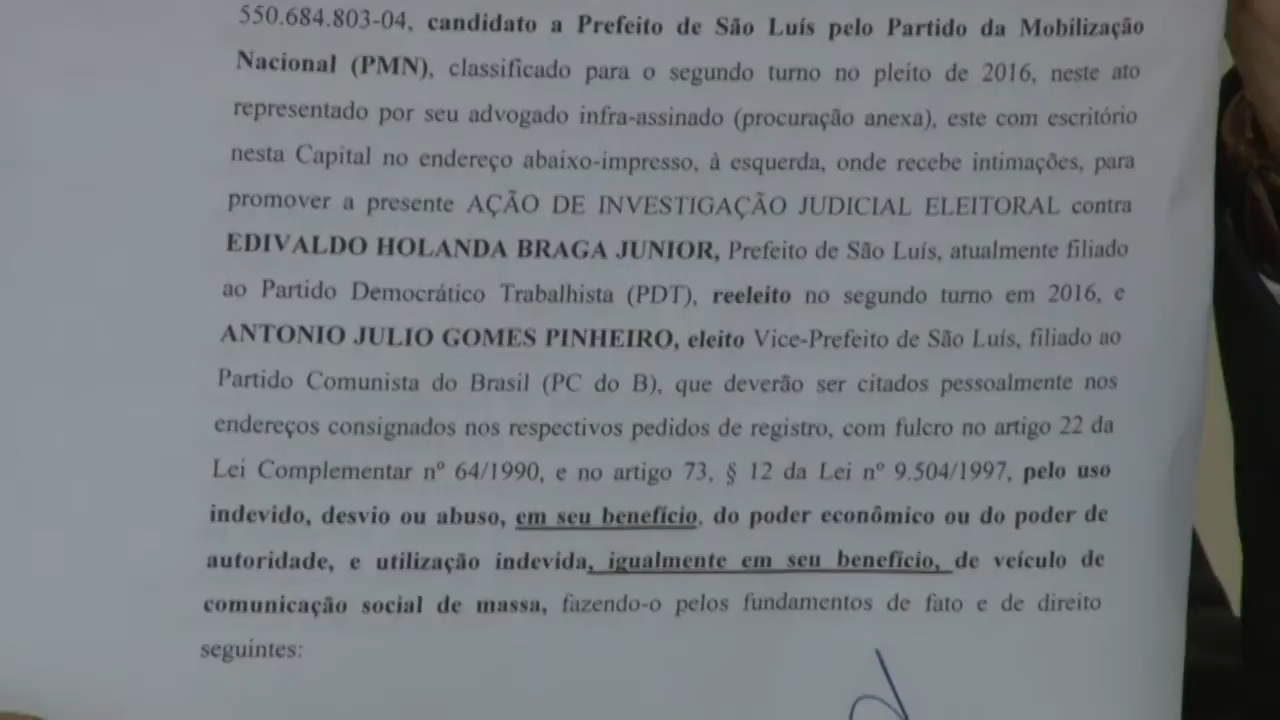 550.684.803-04, candidato a Prefeito de São Luís pelo Partido da Mobilização
Nacional (PMN), classificado para o segundo turno no pleito de 2016, neste ato
representado por seu advogado infra-assinado (procuração anexa), este com escritório
nesta Capital no endereço abaixo-impresso, à esquerda, onde recebe intimações, para
promover a presente AÇÃO DE INVESTIGAÇÃO JUDICIAL ELEITORAL contra
EDIVALDO HOLANDA BRAGA JUNIOR, Prefeito de São Luís, atualmente filiado
ao Partido Democrático Trabalhista (PDT), reeleito no segundo turno em 2016, e
ANTONIO JULIO GOMES PINHEIRO, eleito Vice-Prefeito de São Luís, filiado ao
Partido Comunista do Brasil (PC do B), que deverão ser citados pessoalmente nos
endereços consignados nos respectivos pedidos de registro, com fulcro no artigo 22 da
Lei Complementar nº 64/1990, e no artigo 73, § 12 da Lei nº 9.504/1997, pelo uso
indevido, desvio ou abuso, em seu benefício, do poder econômico ou do poder de
autoridade, e utilização indevida, igualmente em seu benefício, de veículo de
comunicação social de massa, fazendo-o pelos fundamentos de fato e de direito
seguintes: